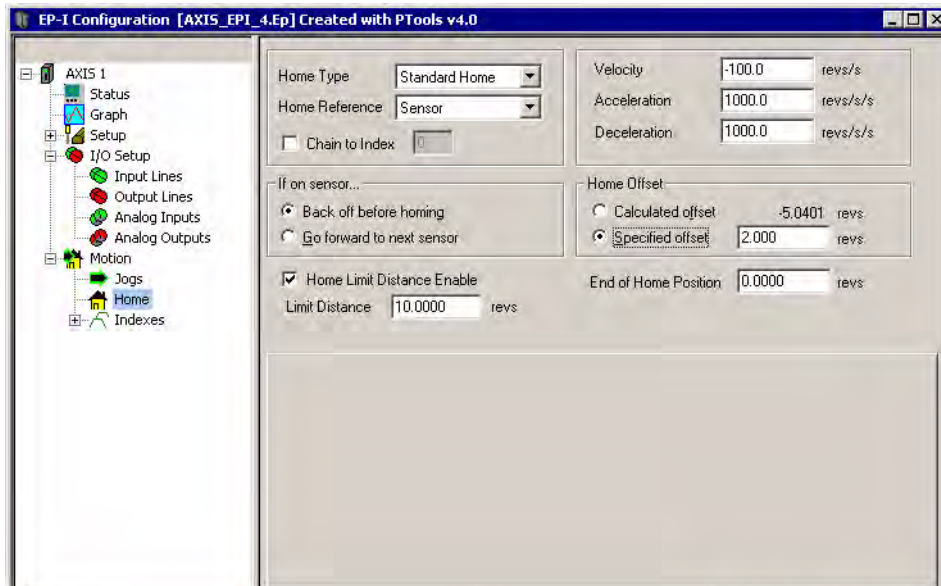 EP-I Configuration [AXIS_EPI_4.Ep] Created with PTools v4.0
AXIS 1
Status
Graph
Setup
I/O Setup
Input Lines
Output Lines
Analog Inputs
Analog Outputs
Motion
Jogs
Home
Indexes
Home Type Standard Home
Home Reference Sensor
Chain to Index 0
Velocity -100.0 revs/s
Acceleration 1000.0 revs/s/s
Deceleration 1000.0 revs/s/s
If on sensor...
Back off before homing
Go forward to next sensor
Home Offset
Calculated offset -5.0401 revs
Specified offset 2.000 revs
Home Limit Distance Enable
Limit Distance 10.0000 revs
End of Home Position 0.0000 revs